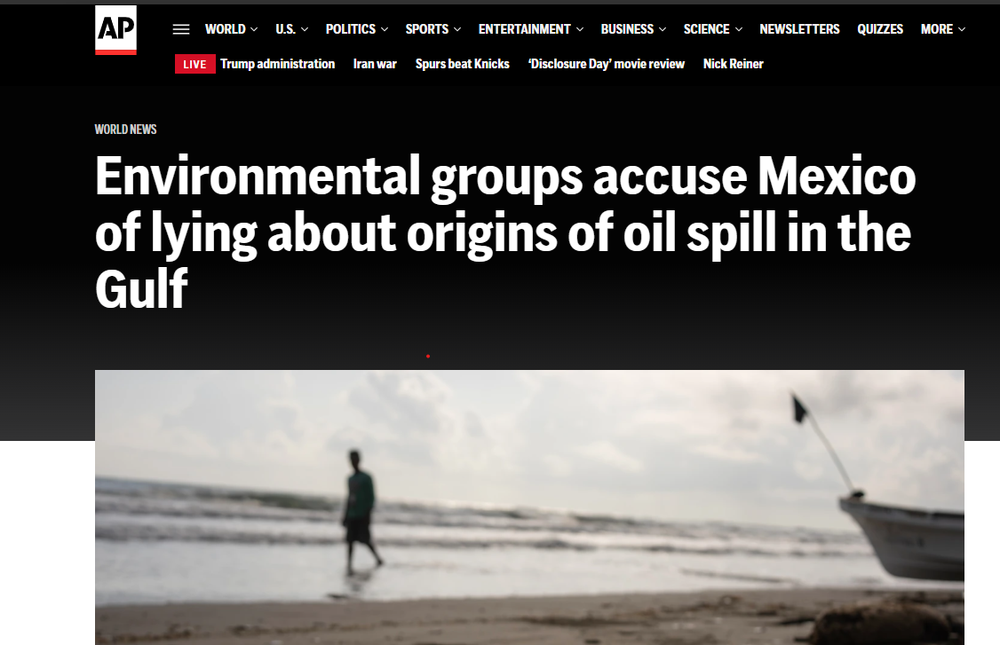 AP
WORLD U.S. POLITICS SPORTS ENTERTAINMENT BUSINESS SCIENCE NEWSLETTERS QUIZZES MORE
LIVE Trump administration Iran war Spurs beat Knicks ‘Disclosure Day’ movie review Nick Reiner
WORLD NEWS
Environmental groups accuse Mexico
of lying about origins of oil spill in the
Gulf